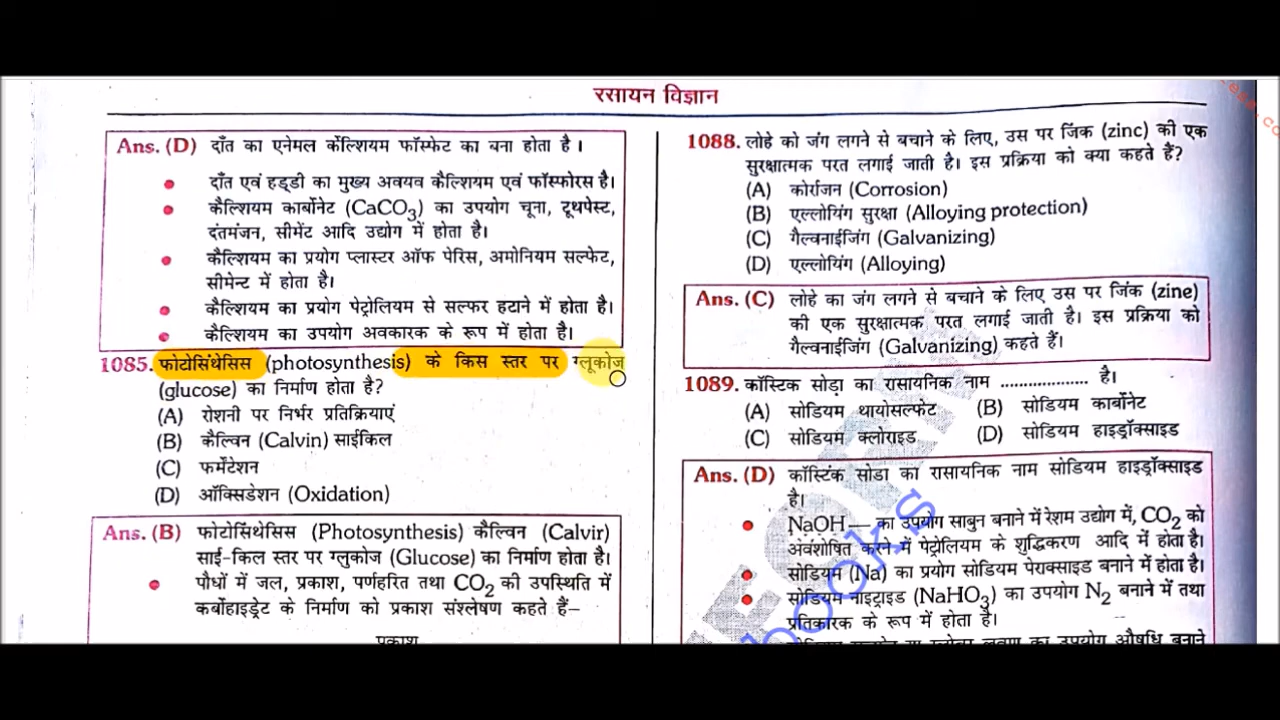 रसायन विज्ञान
Ans. (D) दाँत का एनेमल र्केल्शियम फॉस्फेट का बना होता है।
• दाँत एवं हड्डी का मुख्य अवयव कैल्शियम एवं फॉस्फोरस है।
• कैल्शियम कार्बोनेट (CaCO3) का उपयोग चूना, टूथपेस्ट,
दंतमंजन, सीमेंट आदि उद्योग में होता है।
• कैल्शियम का प्रयोग प्लास्टर ऑफ पेरिस, अमोनियम सल्फेट,
सीमेन्ट में होता है।
• कैल्शियम का प्रयोग पेट्रोलियम से सल्फर हटाने में होता है।
• कैल्शियम का उपयोग अवकारक के रूप में होता है।
1085. फोटोसिंथेसिस (photosynthesis) के किस स्तर पर ग्लूकोज
(glucose) का निर्माण होता है?
(A) रोशनी पर निर्भर प्रतिक्रियाएं
(B) कैल्विन (Calvin) साईकिल
(C) फर्मेंटेशन
(D) ऑक्सिडेशन (Oxidation)
Ans. (B) फोटोसिंथेसिस (Photosynthesis) कैल्विन (Calvir)
साई-किल स्तर पर ग्लुकोज (Glucose) का निर्माण होता है।
• पौधों में जल, प्रकाश, पर्णहरित तथा CO2 की उपस्थिति में
कर्बोहाइड्रेट के निर्माण को प्रकाश संश्लेषण कहते हैं–
प्रकाश
1088. लोहे को जंग लगने से बचाने के लिए, उस पर जिंक (zinc) की एक
सुरक्षात्मक परत लगाई जाती है। इस प्रक्रिया को क्या कहते हैं?
(A) कोर्राजन (Corrosion)
(B) एल्लोयिंग सुरक्षा (Alloying protection)
(C) गैल्वनाईजिंग (Galvanizing)
(D) एल्लोयिंग (Alloying)
Ans. (C) लोहे का जंग लगने से बचाने के लिए उस पर जिंक (zine)
की एक सुरक्षात्मक परत लगाई जाती है। इस प्रक्रिया को
गैल्वनाईजिंग (Galvanizing) कहते हैं।
1089. कॉस्टिक सोड़ा का रासायनिक नाम .................. है।
(A) सोडियम थायोसल्फेट (B) सोडियम कार्बोनेट
(C) सोडियम क्लोराइड (D) सोडियम हाइड्रॉक्साइड
Ans. (D) कॉस्टिंक सोडा का रासायनिक नाम सोडियम हाइड्रॉक्साइड
है।
• NaOH— का उपयोग साबुन बनाने में रेशम उद्योग में, CO2 को
अवशोषित करने में पेट्रोलियम के शुद्धिकरण आदि में होता है।
• सोडियम (Na) का प्रयोग सोडियम पेराक्साइड बनाने में होता है।
• सोडियम नाइट्राइड (NaHO3) का उपयोग N2 बनाने में तथा
प्रतिकारक के रूप में होता है।
का उपयोग औषधि बनाने
books